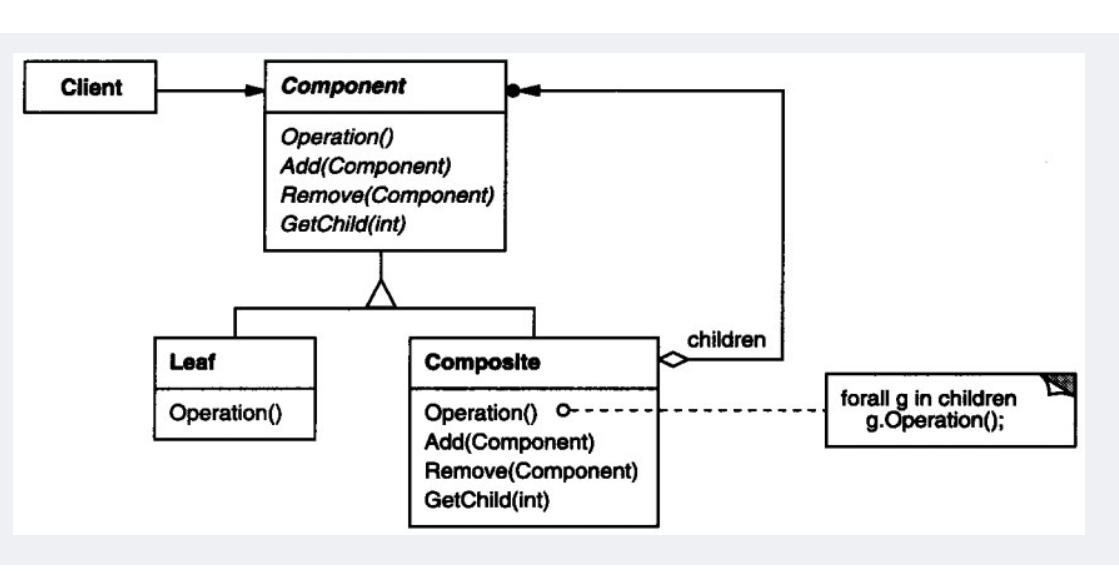 Client
Component
Operation()
Add(Component)
Remove(Component)
GetChild(int)
children
Leaf
Operation()
Composite
Operation()
Add(Component)
Remove(Component)
GetChild(int)
forall g in children
g.Operation();